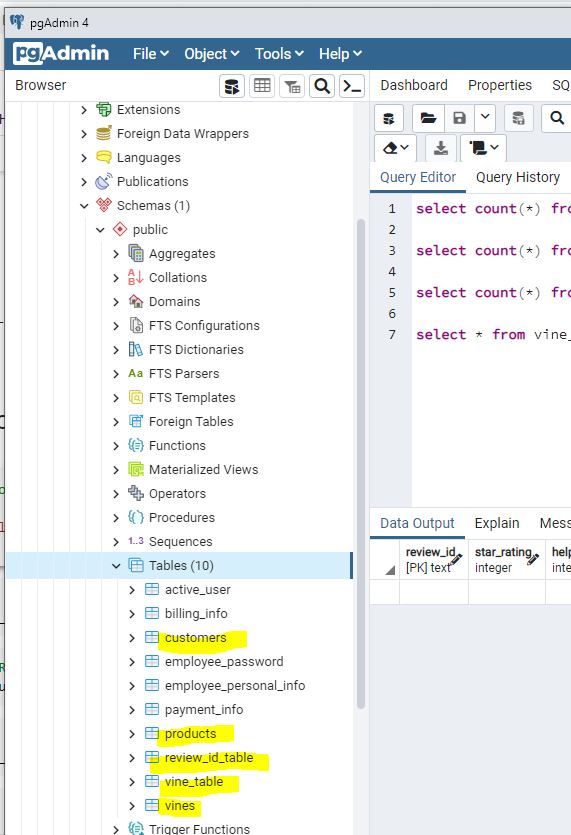 pgAdmin 4
pgAdmin File Object Tools Help
Browser
Dashboard Properties SQ
Extensions
Foreign Data Wrappers
Languages
Publications
Schemas (1)
public
Aggregates
Collations
Domains
FTS Configurations
FTS Dictionaries
Aa FTS Parsers
FTS Templates
Foreign Tables
Functions
Materialized Views
Operators
Procedures
1..3 Sequences
Tables (10)
active_user
billing_info
customers
employee_password
employee_personal_info
payment_info
products
review_id_table
vine_table
vines
Trigger Functions
Query Editor Query History
1 select count(*) fro
2
3 select count(*) fro
4
5 select count(*) fro
6
7 select * from vine_
Data Output Explain Mess
review_id star_rating help
[PK] text integer inte